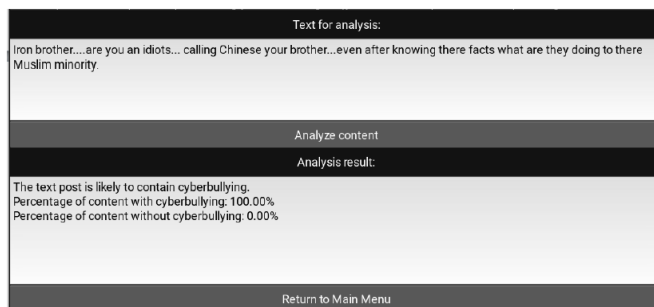 Text for analysis:
Iron brother....are you an idiots... calling Chinese your brother...even after knowing there facts what are they doing to there
Muslim minority.
Analyze content
Analysis result:
The text post is likely to contain cyberbullying.
Percentage of content with cyberbullying: 100.00%
Percentage of content without cyberbullying: 0.00%
Return to Main Menu